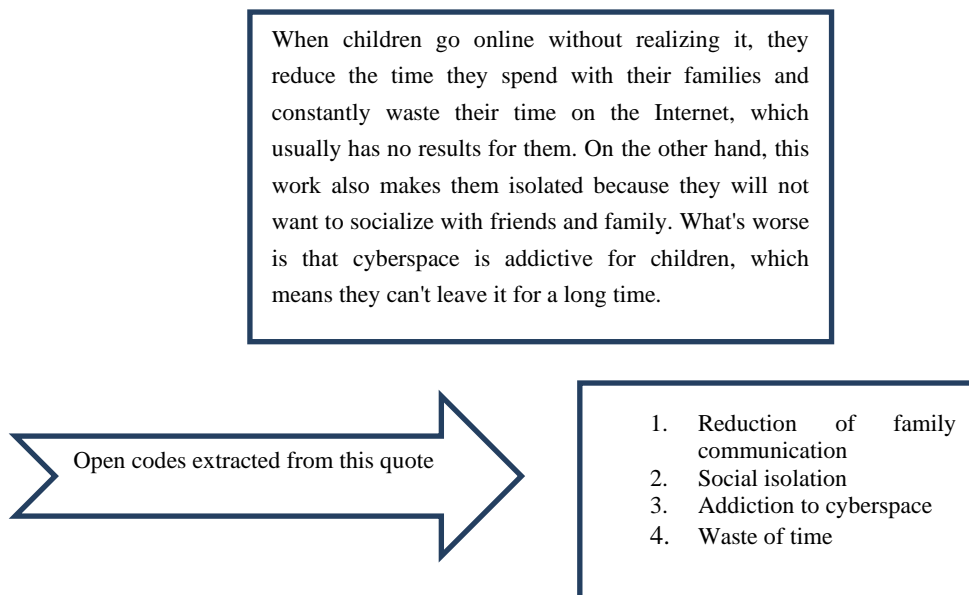 When children go online without realizing it, they
reduce the time they spend with their families and
constantly waste their time on the Internet, which
usually has no results for them. On the other hand, this
work also makes them isolated because they will not
want to socialize with friends and family. What's worse
is that cyberspace is addictive for children, which
means they can't leave it for a long time.
Open codes extracted from this quote
1. Reduction of family
communication
2. Social isolation
3. Addiction to cyberspace
4. Waste of time